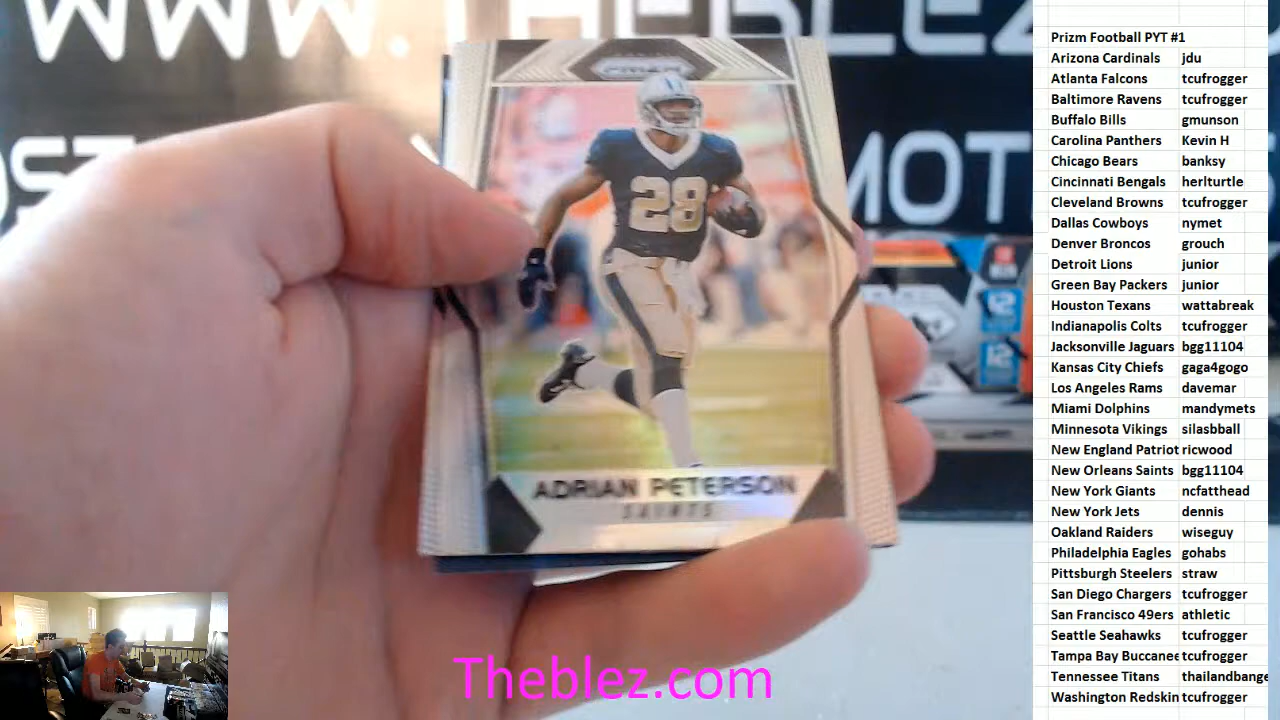 WWW.THEBLEZ
MOT
PRIZM
28
ADRIAN PETERSON
SAINTS
12
12
Theblez.com
Prizm Football PYT #1
Arizona Cardinals jdu
Atlanta Falcons tcufrogger
Baltimore Ravens tcufrogger
Buffalo Bills gmunson
Carolina Panthers Kevin H
Chicago Bears banksy
Cincinnati Bengals herlturtle
Cleveland Browns tcufrogger
Dallas Cowboys nymet
Denver Broncos grouch
Detroit Lions junior
Green Bay Packers junior
Houston Texans wattabreak
Indianapolis Colts tcufrogger
Jacksonville Jaguars bgg11104
Kansas City Chiefs gaga4gogo
Los Angeles Rams davemar
Miami Dolphins mandymets
Minnesota Vikings silasbball
New England Patriot ricwood
New Orleans Saints bgg11104
New York Giants ncfatthead
New York Jets dennis
Oakland Raiders wiseguy
Philadelphia Eagles gohabs
Pittsburgh Steelers straw
San Diego Chargers tcufrogger
San Francisco 49ers athletic
Seattle Seahawks tcufrogger
Tampa Bay Buccanee tcufrogger
Tennessee Titans thailandbange
Washington Redskin tcufrogger